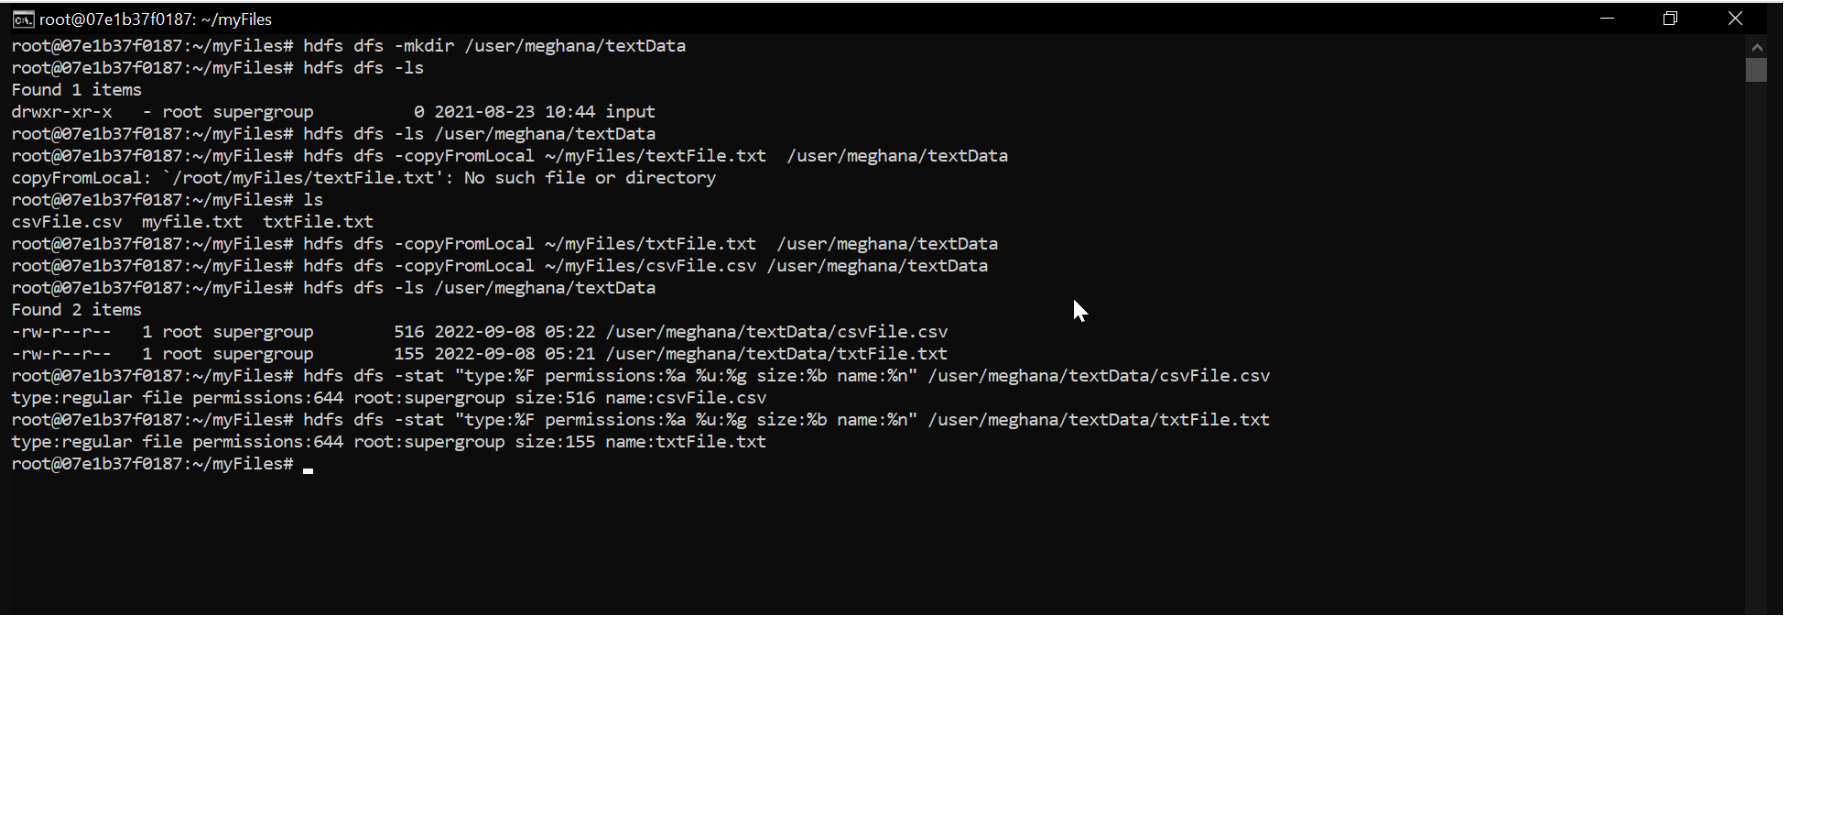 root@07e1b37f0187: ~/myFiles
root@07e1b37f0187:~/myFiles# hdfs dfs -mkdir /user/meghana/textData
root@07e1b37f0187:~/myFiles# hdfs dfs -ls
Found 1 items
drwxr-xr-x   - root supergroup          0 2021-08-23 10:44 input
root@07e1b37f0187:~/myFiles# hdfs dfs -ls /user/meghana/textData
root@07e1b37f0187:~/myFiles# hdfs dfs -copyFromLocal ~/myFiles/textFile.txt  /user/meghana/textData
copyFromLocal: `/root/myFiles/textFile.txt': No such file or directory
root@07e1b37f0187:~/myFiles# ls
csvFile.csv  myfile.txt  txtFile.txt
root@07e1b37f0187:~/myFiles# hdfs dfs -copyFromLocal ~/myFiles/txtFile.txt  /user/meghana/textData
root@07e1b37f0187:~/myFiles# hdfs dfs -copyFromLocal ~/myFiles/csvFile.csv /user/meghana/textData
root@07e1b37f0187:~/myFiles# hdfs dfs -ls /user/meghana/textData
Found 2 items
-rw-r--r--   1 root supergroup        516 2022-09-08 05:22 /user/meghana/textData/csvFile.csv
-rw-r--r--   1 root supergroup        155 2022-09-08 05:21 /user/meghana/textData/txtFile.txt
root@07e1b37f0187:~/myFiles# hdfs dfs -stat "type:%F permissions:%a %u:%g size:%b name:%n" /user/meghana/textData/csvFile.csv
type:regular file permissions:644 root:supergroup size:516 name:csvFile.csv
root@07e1b37f0187:~/myFiles# hdfs dfs -stat "type:%F permissions:%a %u:%g size:%b name:%n" /user/meghana/textData/txtFile.txt
type:regular file permissions:644 root:supergroup size:155 name:txtFile.txt
root@07e1b37f0187:~/myFiles#